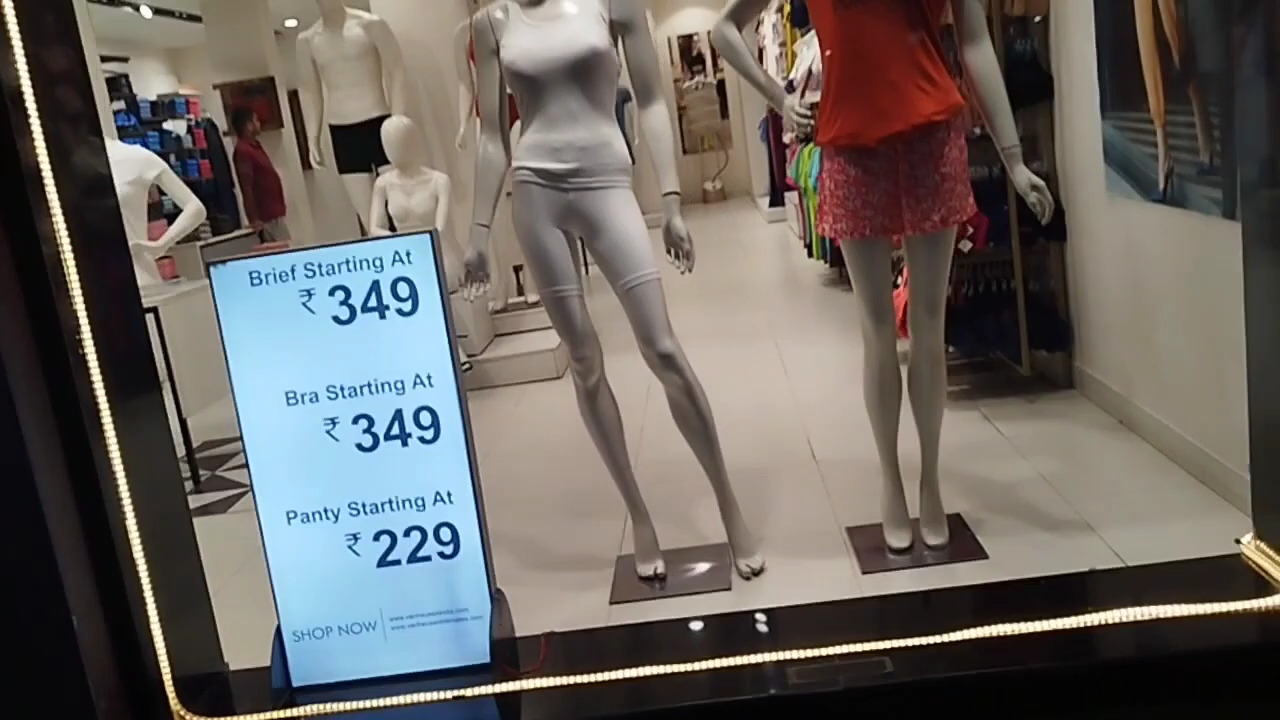 Brief Starting At
₹ 349
Bra Starting At
₹ 349
Panty Starting At
₹ 229
SHOP NOW